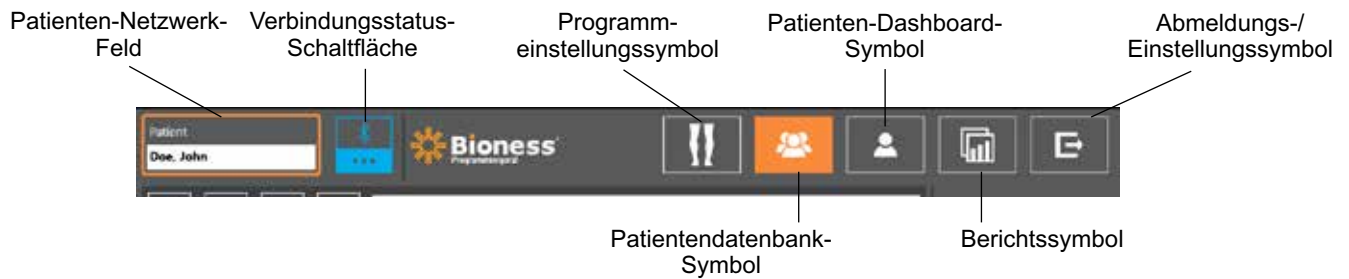 Patienten-Netzwerk-
Feld
Verbindungsstatus-
Schaltfläche
Programm-
einstellungssymbol
Patienten-Dashboard-
Symbol
Abmeldungs-/
Einstellungssymbol
Patient
Doe, John
Bioness
Programmiergerät
Patientendatenbank-
Symbol
Berichtssymbol